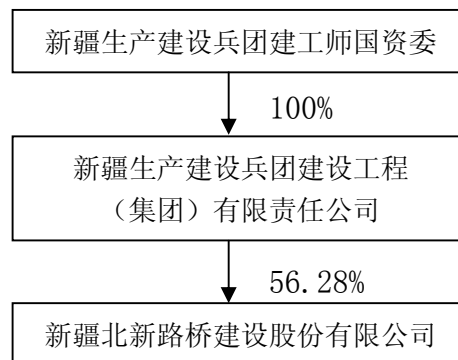 新疆生产建设兵团建工师国资委
100%
新疆生产建设兵团建设工程
（集团）有限责任公司
56.28%
新疆北新路桥建设股份有限公司